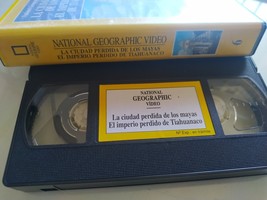 NATIONAL GEOGRAPHIC VIDEO
LA CIUDAD PERDIDA DE LOS MAYAS
EL IMPERIO PERDIDO DE TIAHUANACO
NATIONAL
GEOGRAPHIC
VIDEO
La ciudad perdida de los mayas
El imperio perdido de Tiahuanaco